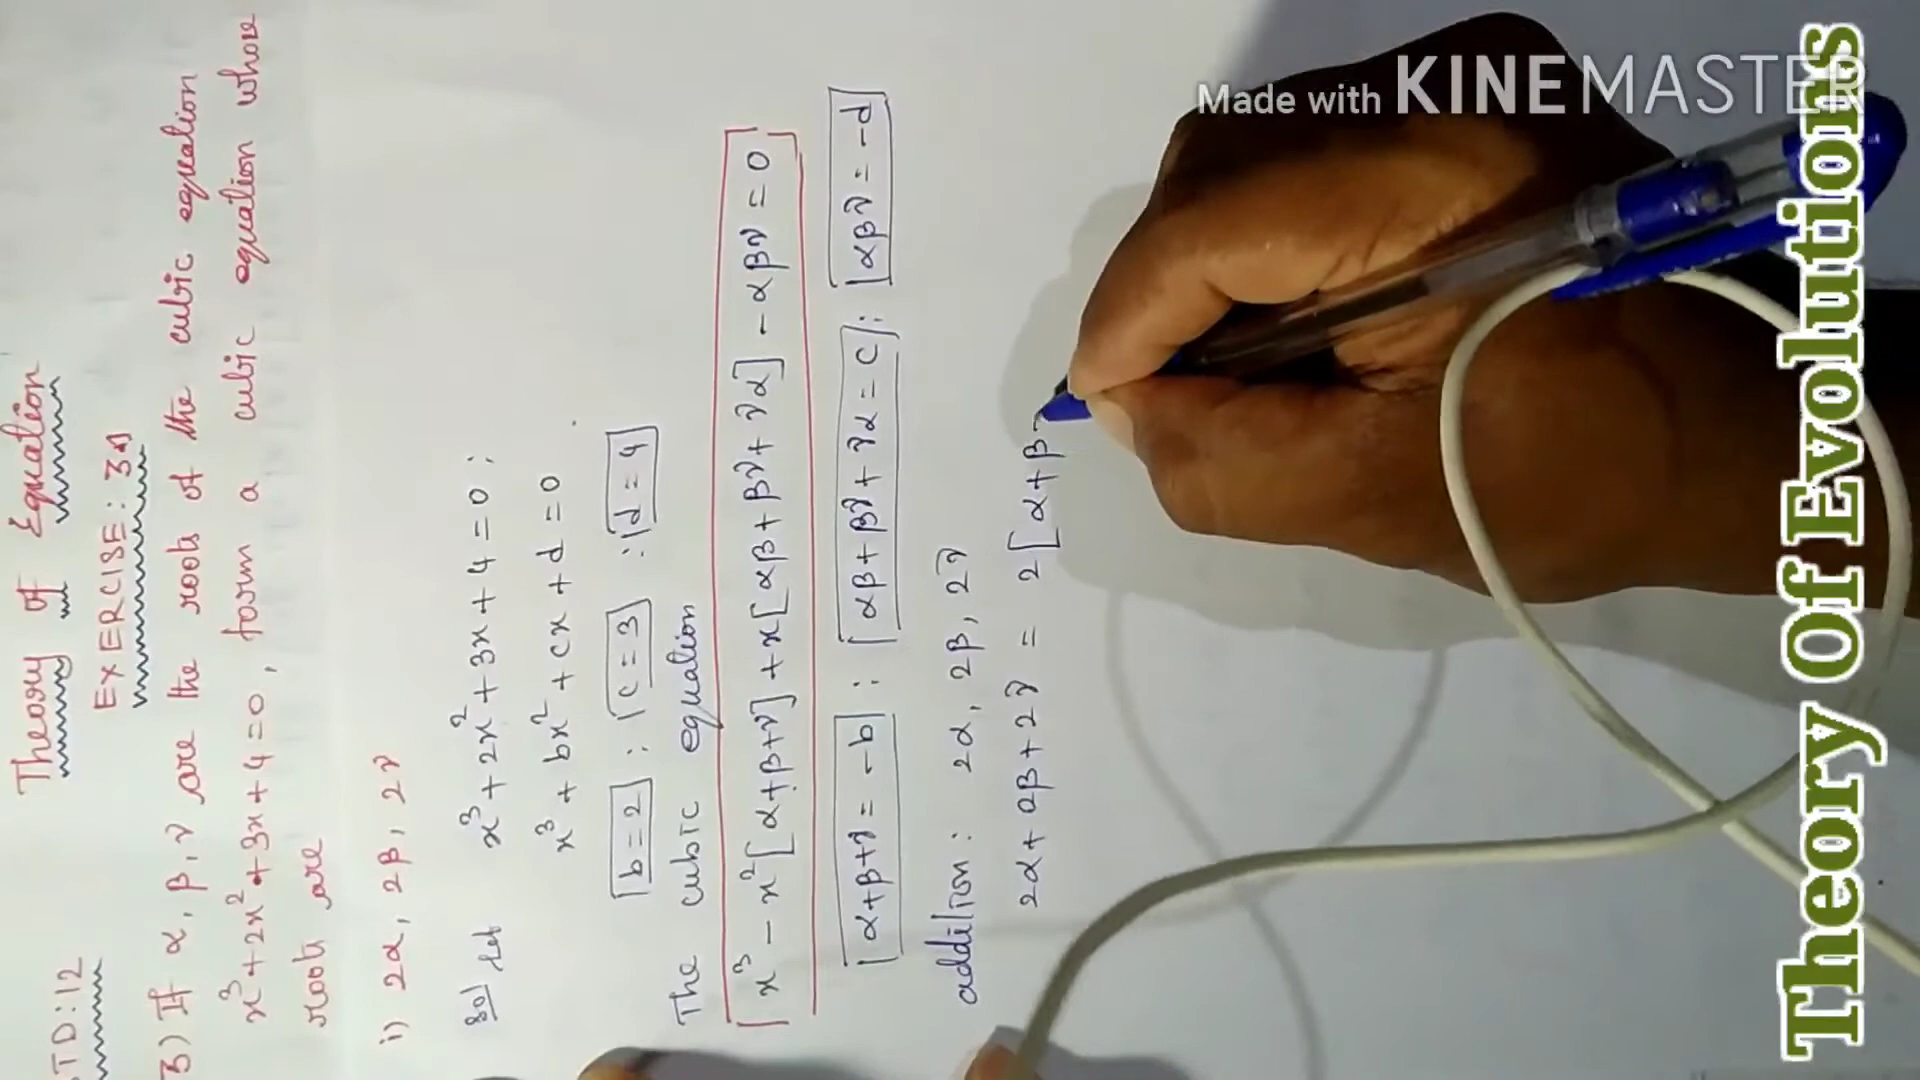 STD:12
Theory of Equation
EXERCISE: 3.1
3) If α, β, γ are the roots of the cubic equation
x³+2x²+3x+4=0, form a cubic equation whose
roots are
i) 2α, 2β, 2γ
Sol let x³+2x²+3x+4=0;
x³+bx²+cx+d=0.
b=2 : c=3 : d=4
The cubic equation
x³-x²[α+β+γ]+x[αβ+βγ+γα]-αβγ=0
α+β+γ=-b : αβ+βγ+γα=c : αβγ=-d
addition: 2α, 2β, 2γ
2α+2β+2γ = 2[α+β
Made with KINEMASTER
Theory Of Evolutions